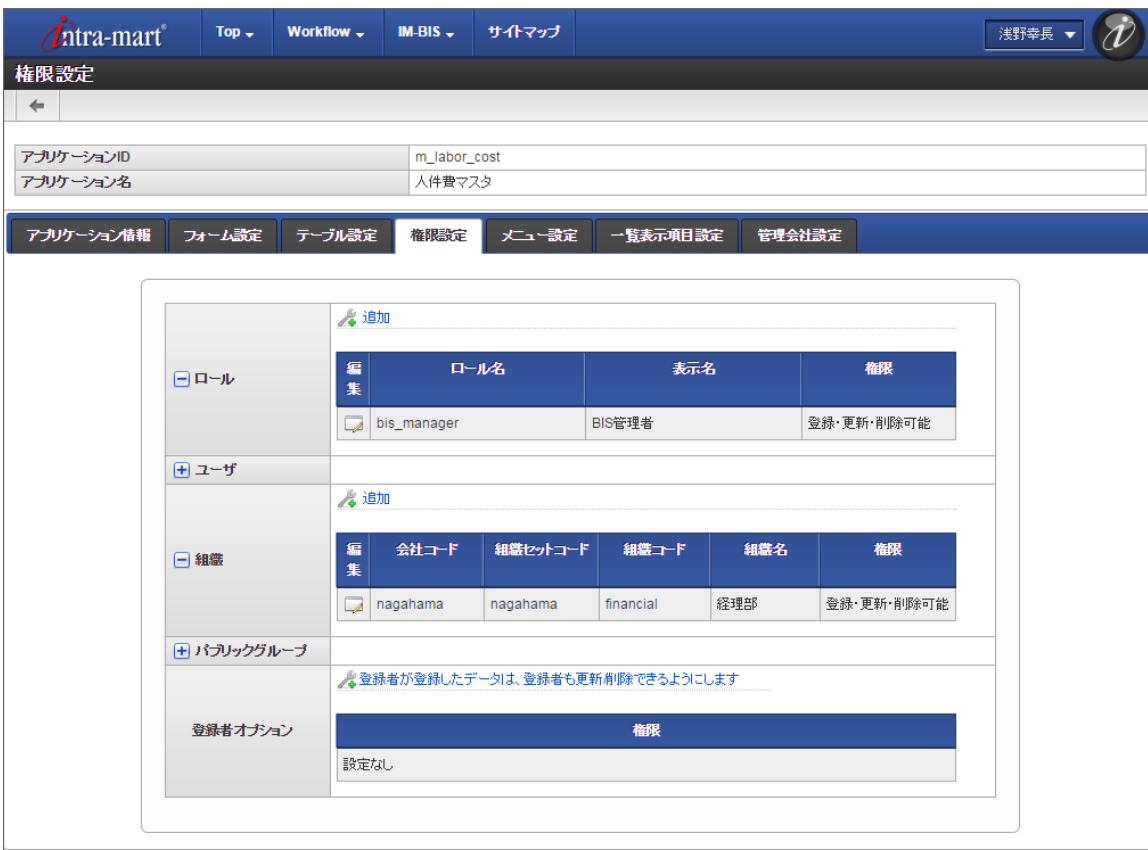 intra-mart Top Workflow IM-BIS サイトマップ 浅野幸長
権限設定
アプリケーションID m_labor_cost
アプリケーション名 人件費マスタ
アプリケーション情報 フォーム設定 テーブル設定 権限設定 メニュー設定 一覧表示項目設定 管理会社設定
追加
ロール
編集 ロール名 表示名 権限
bis_manager BIS管理者 登録・更新・削除可能
ユーザ
追加
組織
編集 会社コード 組織セットコード 組織コード 組織名 権限
nagahama nagahama financial 経理部 登録・更新・削除可能
パブリックグループ
登録者が登録したデータは、登録者も更新/削除できるようにします
登録者オプション
権限
設定なし